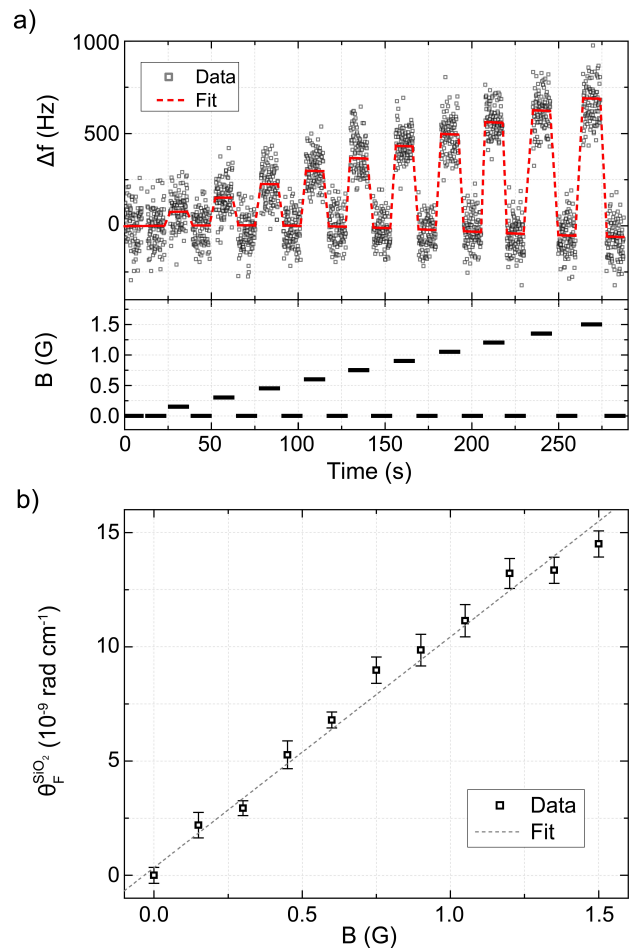 a)
1000
500
0
Δf (Hz)
Data
Fit
1.5
1.0
0.5
0.0
B (G)
0 50 100 150 200 250
Time (s)
b)
15
10
5
0
θ_F^SiO₂ (10⁻⁹ rad cm⁻¹)
Data
Fit
0.0 0.5 1.0 1.5
B (G)